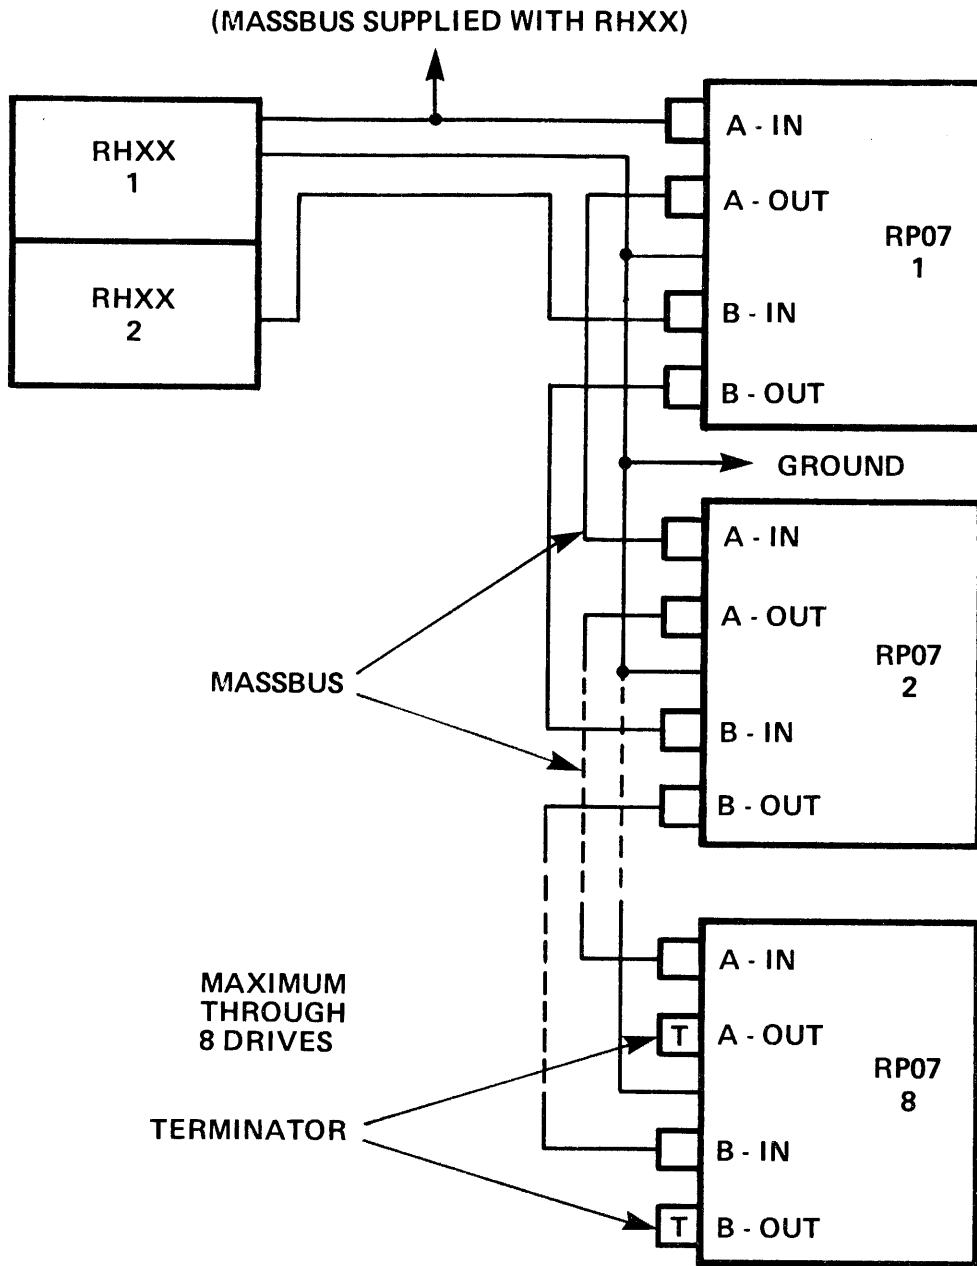 (MASSBUS SUPPLIED WITH RHXX)
RHXX
1
RHXX
2
A - IN
A - OUT
B - IN
B - OUT
RP07
1
GROUND
A - IN
A - OUT
B - IN
B - OUT
RP07
2
MASSBUS
MAXIMUM
THROUGH
8 DRIVES
TERMINATOR
A - IN
T
A - OUT
B - IN
T
B - OUT
RP07
8